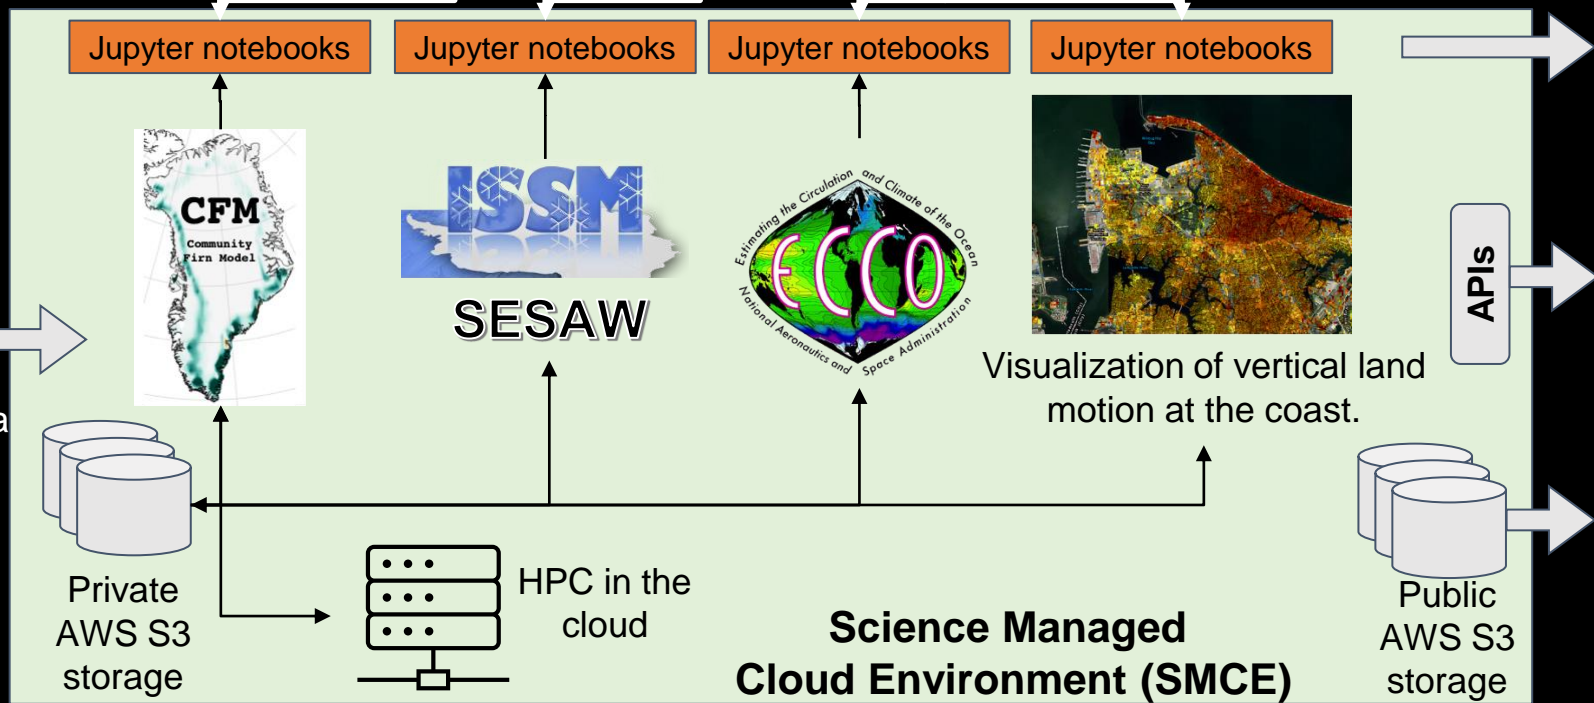 Jupyter notebooks
Jupyter notebooks
Jupyter notebooks
Jupyter notebooks
CFM
Community
Firn Model
ISSM
SESAW
Estimating the Circulation and Climate of the Ocean
ECCO
National Aeronautics and Space Administration
Visualization of vertical land
motion at the coast.
APIs
a
Private
AWS S3
storage
HPC in the
cloud
Science Managed
Cloud Environment (SMCE)
Public
AWS S3
storage